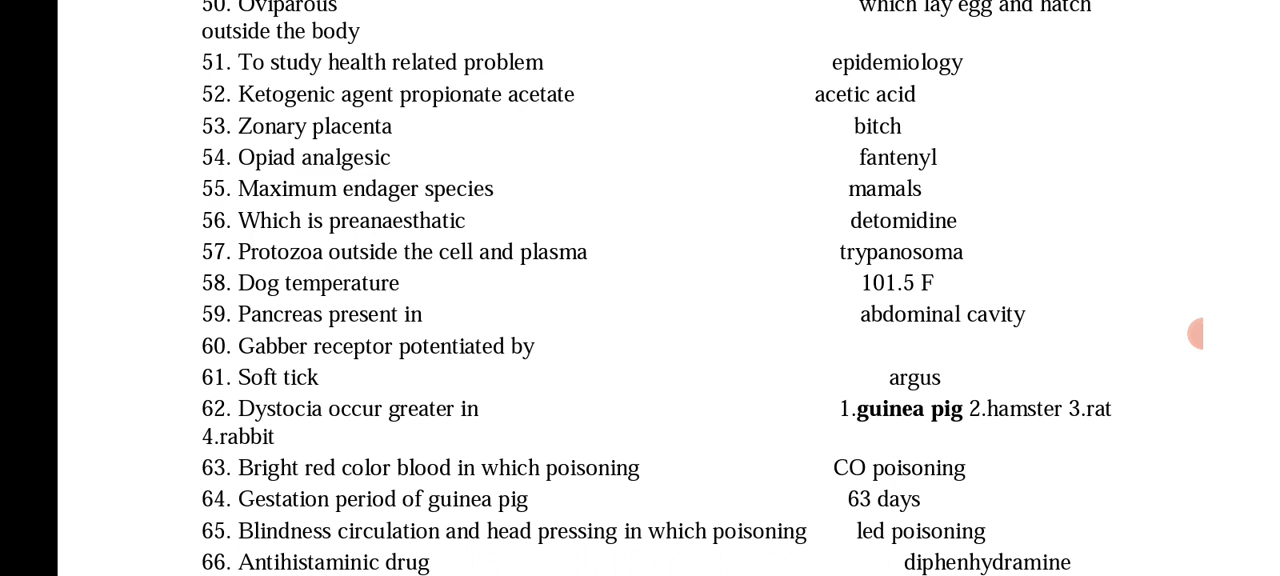 50. Oviparous which lay egg and hatch
outside the body
51. To study health related problem epidemiology
52. Ketogenic agent propionate acetate acetic acid
53. Zonary placenta bitch
54. Opiad analgesic fantenyl
55. Maximum endager species mamals
56. Which is preanaesthatic detomidine
57. Protozoa outside the cell and plasma trypanosoma
58. Dog temperature 101.5 F
59. Pancreas present in abdominal cavity
60. Gabber receptor potentiated by
61. Soft tick argus
62. Dystocia occur greater in 1.guinea pig 2.hamster 3.rat
4.rabbit
63. Bright red color blood in which poisoning CO poisoning
64. Gestation period of guinea pig 63 days
65. Blindness circulation and head pressing in which poisoning led poisoning
66. Antihistaminic drug diphenhydramine